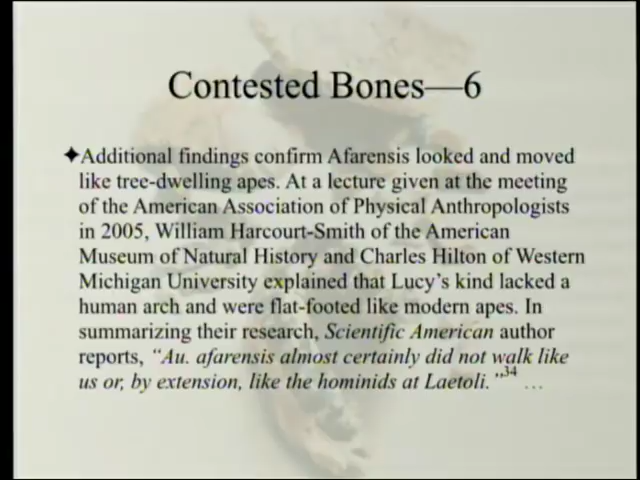 Contested Bones—6
✦Additional findings confirm Afarensis looked and moved
like tree-dwelling apes. At a lecture given at the meeting
of the American Association of Physical Anthropologists
in 2005, William Harcourt-Smith of the American
Museum of Natural History and Charles Hilton of Western
Michigan University explained that Lucy's kind lacked a
human arch and were flat-footed like modern apes. In
summarizing their research, Scientific American author
reports, “Au. afarensis almost certainly did not walk like
us or, by extension, like the hominids at Laetoli.”34 …